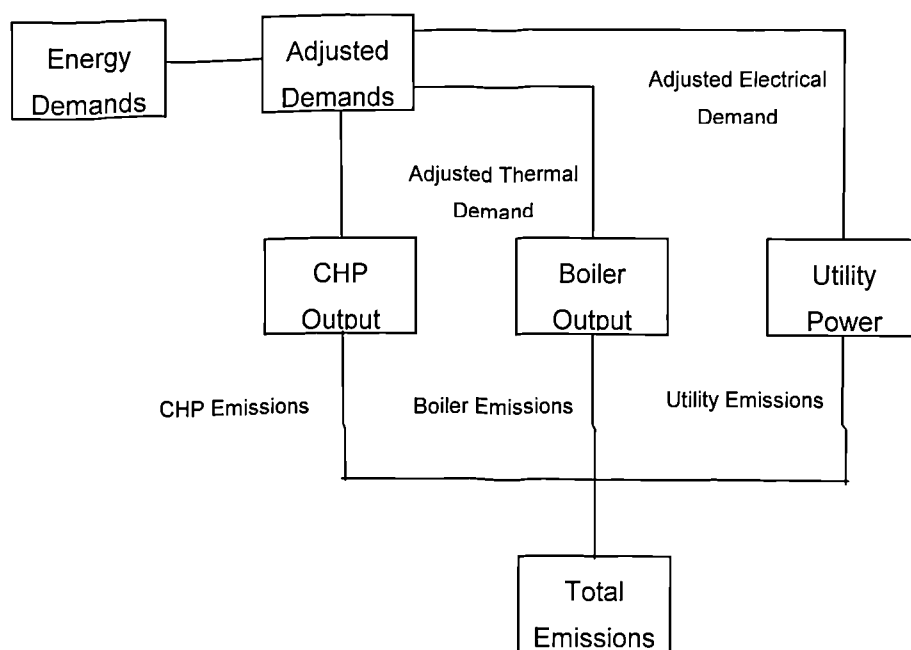 Energy
Demands
Adjusted
Demands
Adjusted Electrical
Demand
Adjusted Thermal
Demand
CHP
Output
Boiler
Output
Utility
Power
CHP Emissions
Boiler Emissions
Utility Emissions
Total
Emissions